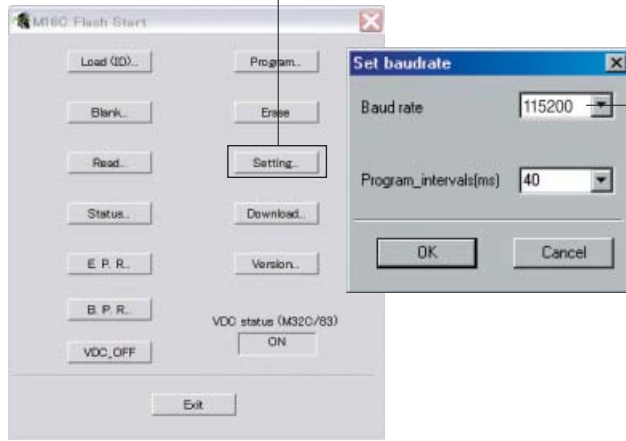 M16C Flash Start
Load (ID)...
Program...
Blank...
Erase
Read...
Setting...
Status...
Download...
E. P. R...
Version...
B. P. R...
VDC status (M32C/83)
ON
VDC_OFF
Exit
Set baudrate
Baud rate
115200
Program_intervals(ms)
40
OK
Cancel